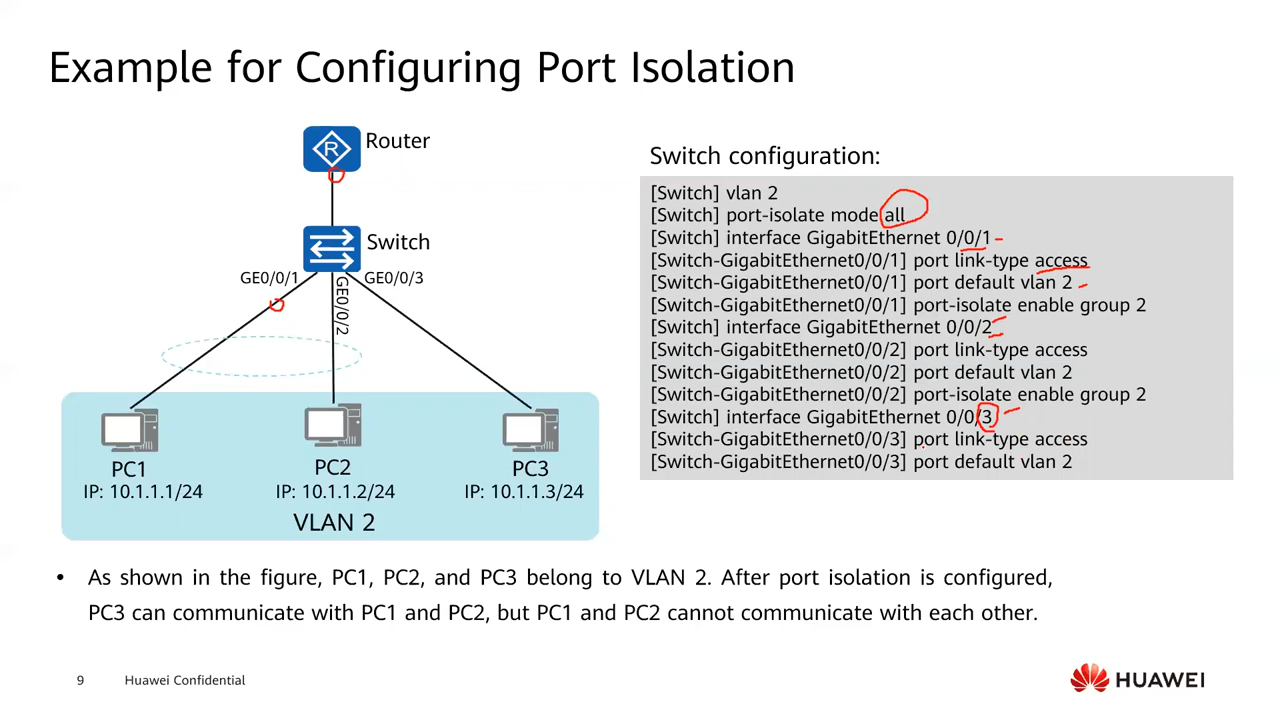 Example for Configuring Port Isolation
R
Router
Switch
GE0/0/1
GE0/0/2
GE0/0/3
PC1
IP: 10.1.1.1/24
PC2
IP: 10.1.1.2/24
PC3
IP: 10.1.1.3/24
VLAN 2
Switch configuration:
[Switch] vlan 2
[Switch] port-isolate mode all
[Switch] interface GigabitEthernet 0/0/1
[Switch-GigabitEthernet0/0/1] port link-type access
[Switch-GigabitEthernet0/0/1] port default vlan 2
[Switch-GigabitEthernet0/0/1] port-isolate enable group 2
[Switch] interface GigabitEthernet 0/0/2
[Switch-GigabitEthernet0/0/2] port link-type access
[Switch-GigabitEthernet0/0/2] port default vlan 2
[Switch-GigabitEthernet0/0/2] port-isolate enable group 2
[Switch] interface GigabitEthernet 0/0/3
[Switch-GigabitEthernet0/0/3] port link-type access
[Switch-GigabitEthernet0/0/3] port default vlan 2
• As shown in the figure, PC1, PC2, and PC3 belong to VLAN 2. After port isolation is configured,
PC3 can communicate with PC1 and PC2, but PC1 and PC2 cannot communicate with each other.
9 Huawei Confidential
HUAWEI